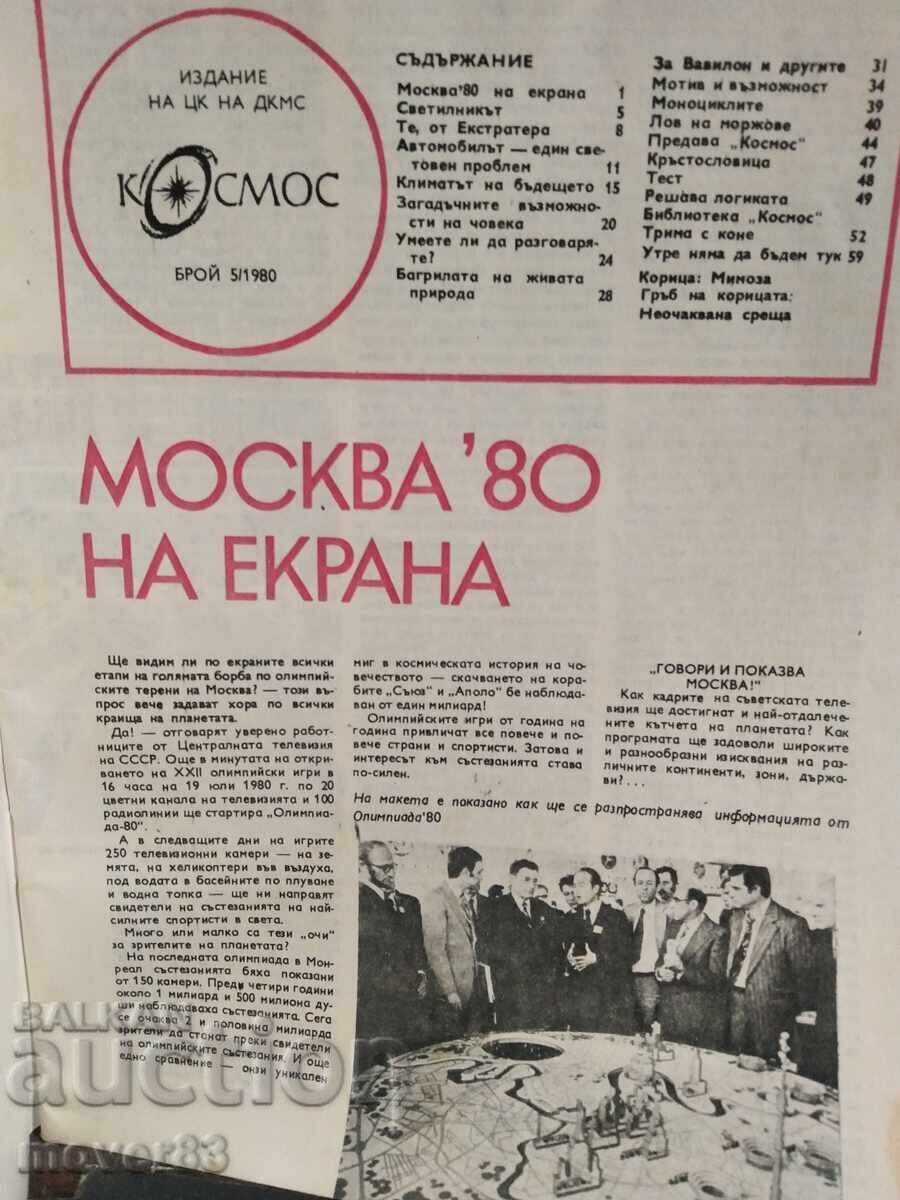 ИЗДАНИЕ
НА ЦК НА ДКМС
КОСМОС
БРОЙ 5/1980
СЪДЪРЖАНИЕ
Москва'80 на екрана 1
Светилникът 5
Те, от Екстратера 8
Автомобилът — един све-
товен проблем 11
Климатът на бъдещето 15
Загадъчните възможно-
сти на човека 20
Умеете ли да разговаря-
те? 24
Багрилата на живата
природа 28
За Вавилон и другите 31
Мотив и възможност 34
Моноциклите 39
Лов на моржове 40
Предава „Космос" 44
Кръстословица 47
Тест 48
Решава логиката 49
Библиотека „Космос"
Трима с коне 52
Утре няма да бъдем тук 59
Корица: Мимоза
Гръб на корицата:
Неочаквана среща
МОСКВА '80
НА ЕКРАНА
Ще видим ли по екраните всички
етапи на голямата борба по олимпий-
ските терени на Москва? — този въ-
прос вече задават хора по всички
краища на планетата.
Да! — отговарят уверено работ-
ниците от Централната телевизия
на СССР. Още в минутата на откри-
ването на XXII олимпийски игри в
16 часа на 19 юли 1980 г. по 20
цветни канала на телевизията и 100
радиолинии ще стартира „Олимпиа-
да-80".
А в следващите дни на игрите
250 телевизионни камери — на зе-
мята, на хеликоптери във въздуха,
под водата в басейните по плуване
и водна топка — ще ни направят
свидетели на състезанията на най-
силните спортисти в света.
Много или малко са тези „очи"
за зрителите на планетата?
На последната олимпиада в Мон-
реал състезанията бяха показани
от 150 камери. Преди четири години
около 1 милиард и 500 милиона ду-
ши наблюдаваха състезанията. Сега
се очаква 2 и половина милиарда
зрители да станат преки свидетели
на олимпийските състезания. И още
едно сравнение — онзи уникален
миг в космическата история на чо-
вечеството — скачването на кора-
бите „Съюз" и „Аполо" бе наблюда-
ван от един милиард!
Олимпийските игри от година на
година привличат все повече и по-
вече страни и спортисти. Затова и
интересът към състезанията става
по-силен.
„ГОВОРИ И ПОКАЗВА
МОСКВА!"
Как кадрите на съветската теле-
визия ще достигнат и най-отдалече-
ните кътчета на планетата? Как
програмата ще задоволи широките
и разнообразни изисквания на раз-
личните континенти, зони, държа-
ви?...
На макета е показано как ще се разпространява информацията от
Олимпиада'80
BALKAN
auction
mover83